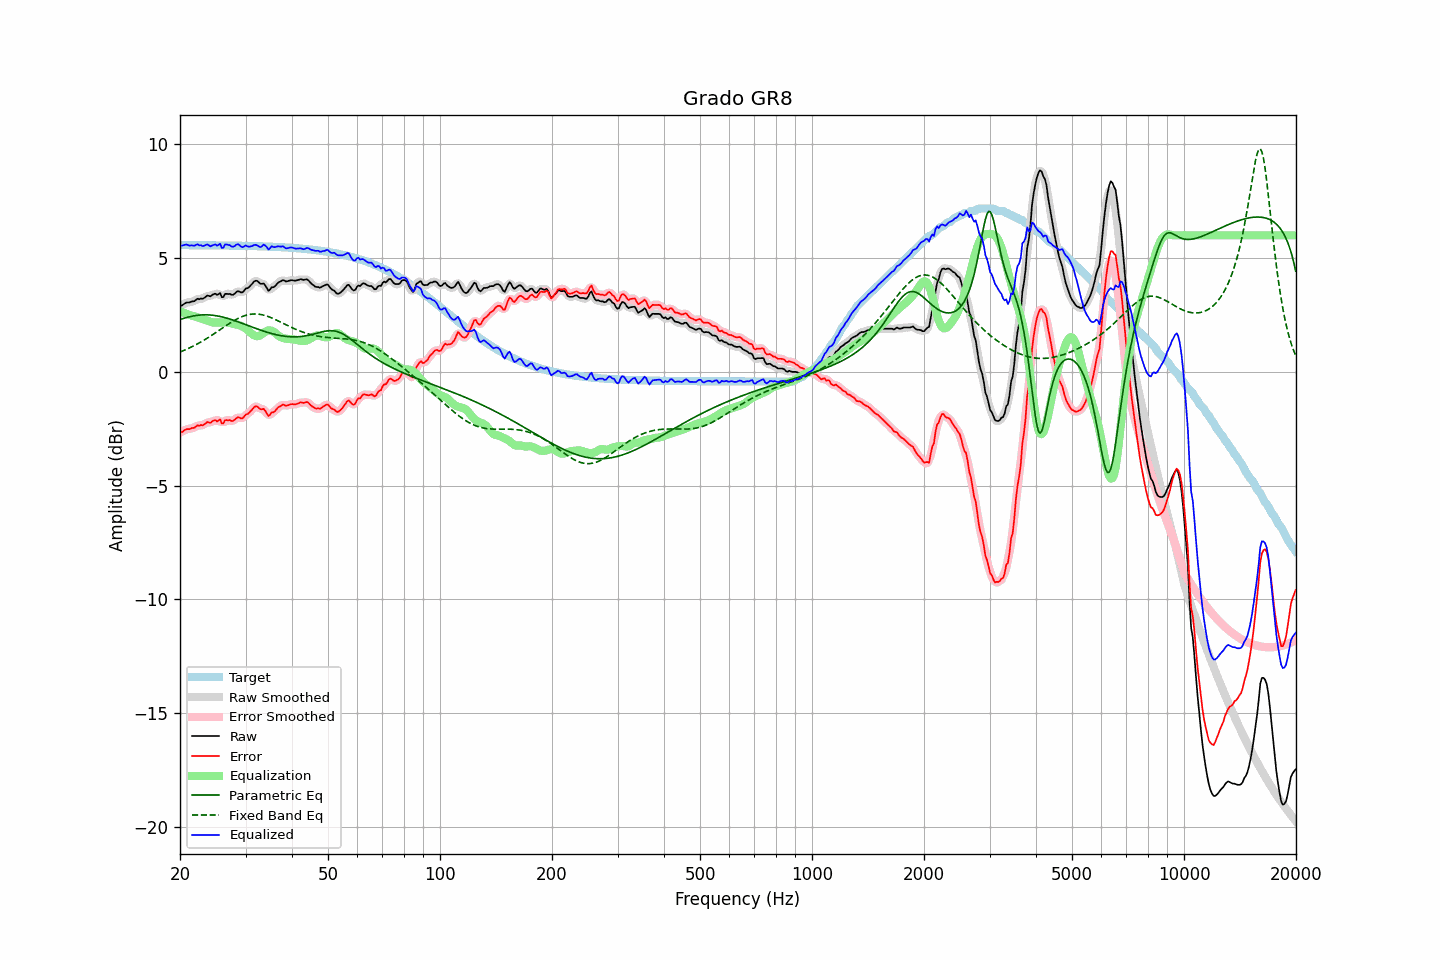 Grado GR8
10
5
0
−5
−10
−15
−20
Amplitude (dBr)
Target
Raw Smoothed
Error Smoothed
Raw
Error
Equalization
Parametric Eq
Fixed Band Eq
Equalized
20 50 100 200 500 1000 2000 5000 10000 20000
Frequency (Hz)